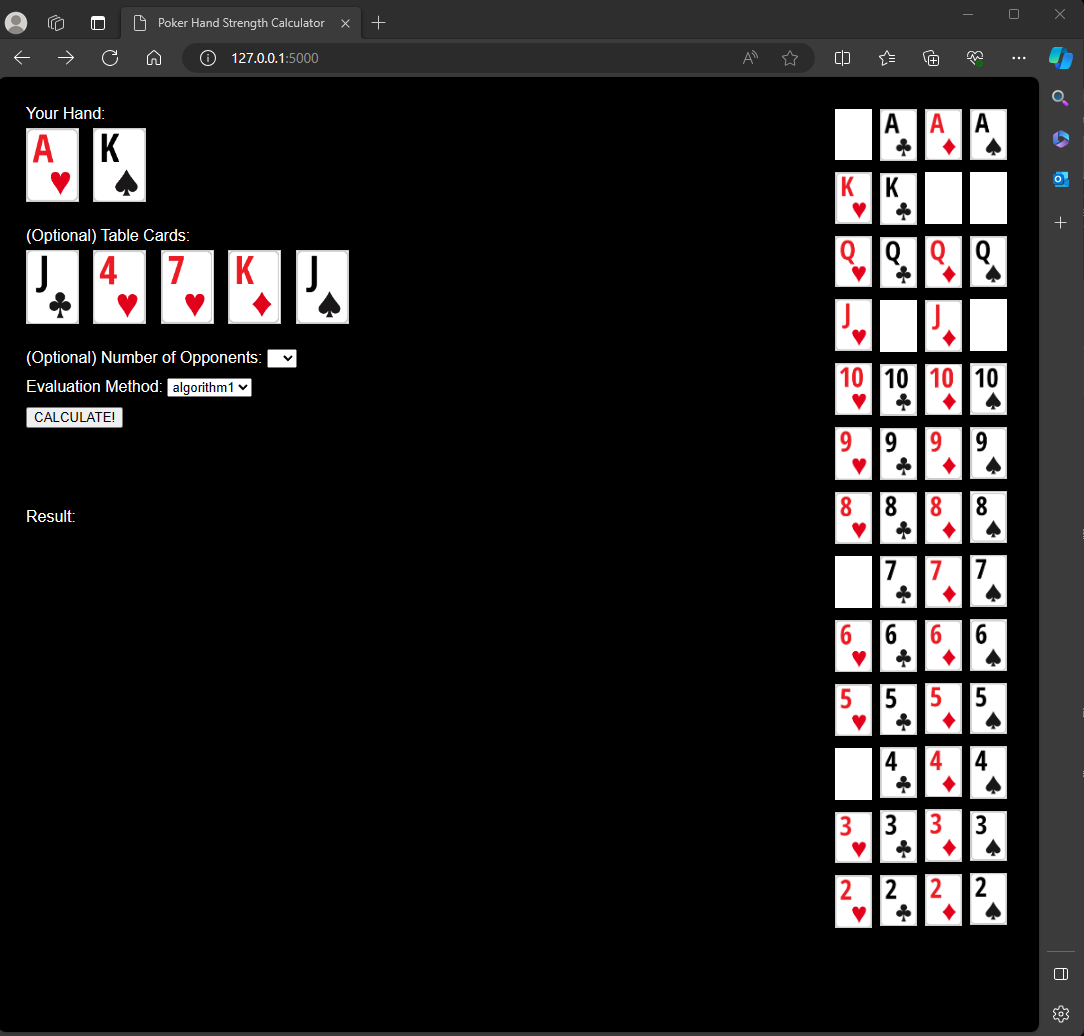 Poker Hand Strength Calculator
127.0.0.1:5000
Your Hand:
A K
(Optional) Table Cards:
J 4 7 K J
(Optional) Number of Opponents:
Evaluation Method: algorithm1
CALCULATE!
Result:
A A A
K K
Q Q Q Q
J J
10 10 10 10
9 9 9 9
8 8 8 8
7 7 7
6 6 6 6
5 5 5 5
4 4 4
3 3 3 3
2 2 2 2